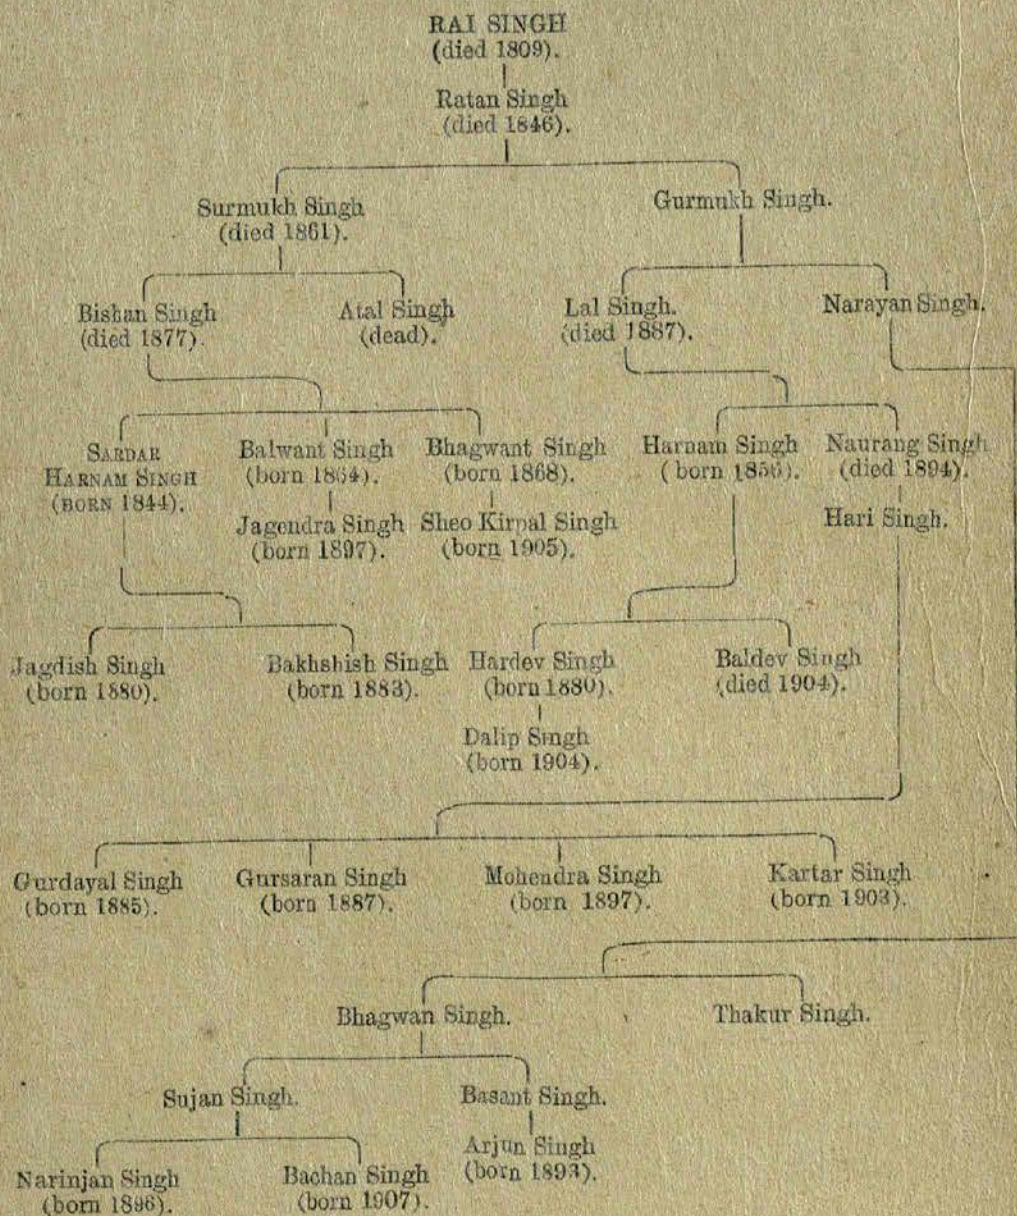 RAI SINGH
(died 1809).
Ratan Singh
(died 1846).
Surmukh Singh
(died 1861).
Gurmukh Singh.
Bishan Singh
(died 1877).
Atal Singh
(dead).
Lal Singh.
(died 1887).
Narayan Singh.
SARDAR
HARNAM SINGH
(BORN 1844).
Balwant Singh
(born 1864).
Bhagwant Singh
(born 1868).
Harnam Singh
(born 1856).
Naurang Singh
(died 1894).
Jagendra Singh
(born 1897).
Sheo Kirpal Singh
(born 1905).
Hari Singh.
Jagdish Singh
(born 1880).
Bakhshish Singh
(born 1883).
Hardev Singh
(born 1880).
Baldev Singh
(died 1904).
Dalip Singh
(born 1904).
Gurdayal Singh
(born 1885).
Gursaran Singh
(born 1887).
Mohendra Singh
(born 1897).
Kartar Singh
(born 1903).
Bhagwan Singh.
Thakur Singh.
Sujan Singh.
Basant Singh.
Arjun Singh
(born 1893).
Narinjan Singh
(born 1896).
Bachan Singh
(born 1907).